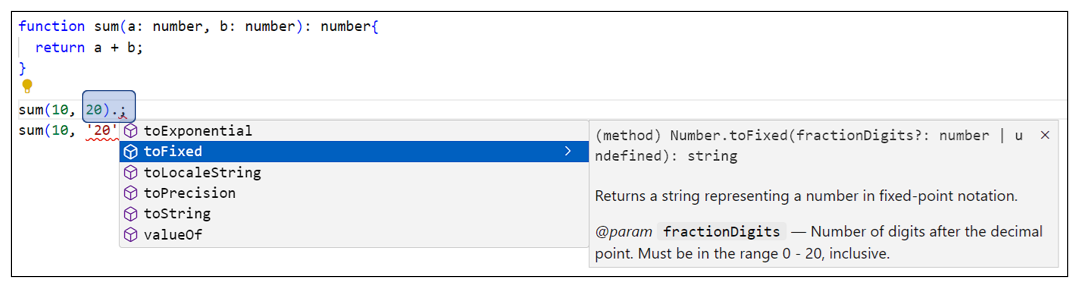 function sum(a: number, b: number): number{
return a + b;
}
sum(10, 20).;
sum(10, '20'
toExponential
toFixed
toLocaleString
toPrecision
toString
valueOf
(method) Number.toFixed(fractionDigits?: number | u
ndefined): string
Returns a string representing a number in fixed-point notation.
@param fractionDigits — Number of digits after the decimal
point. Must be in the range 0 - 20, inclusive.